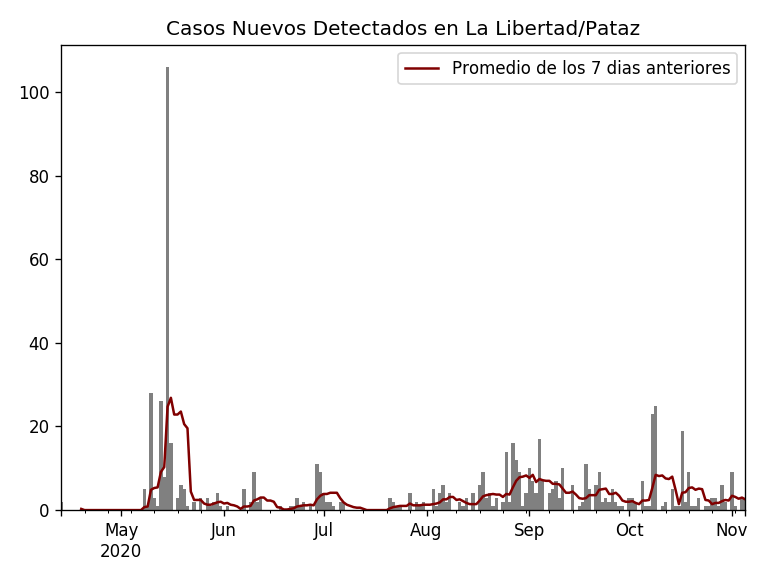 Casos Nuevos Detectados en La Libertad/Pataz
Promedio de los 7 dias anteriores
100
80
60
40
20
0
May Jun Jul Aug Sep Oct Nov
2020